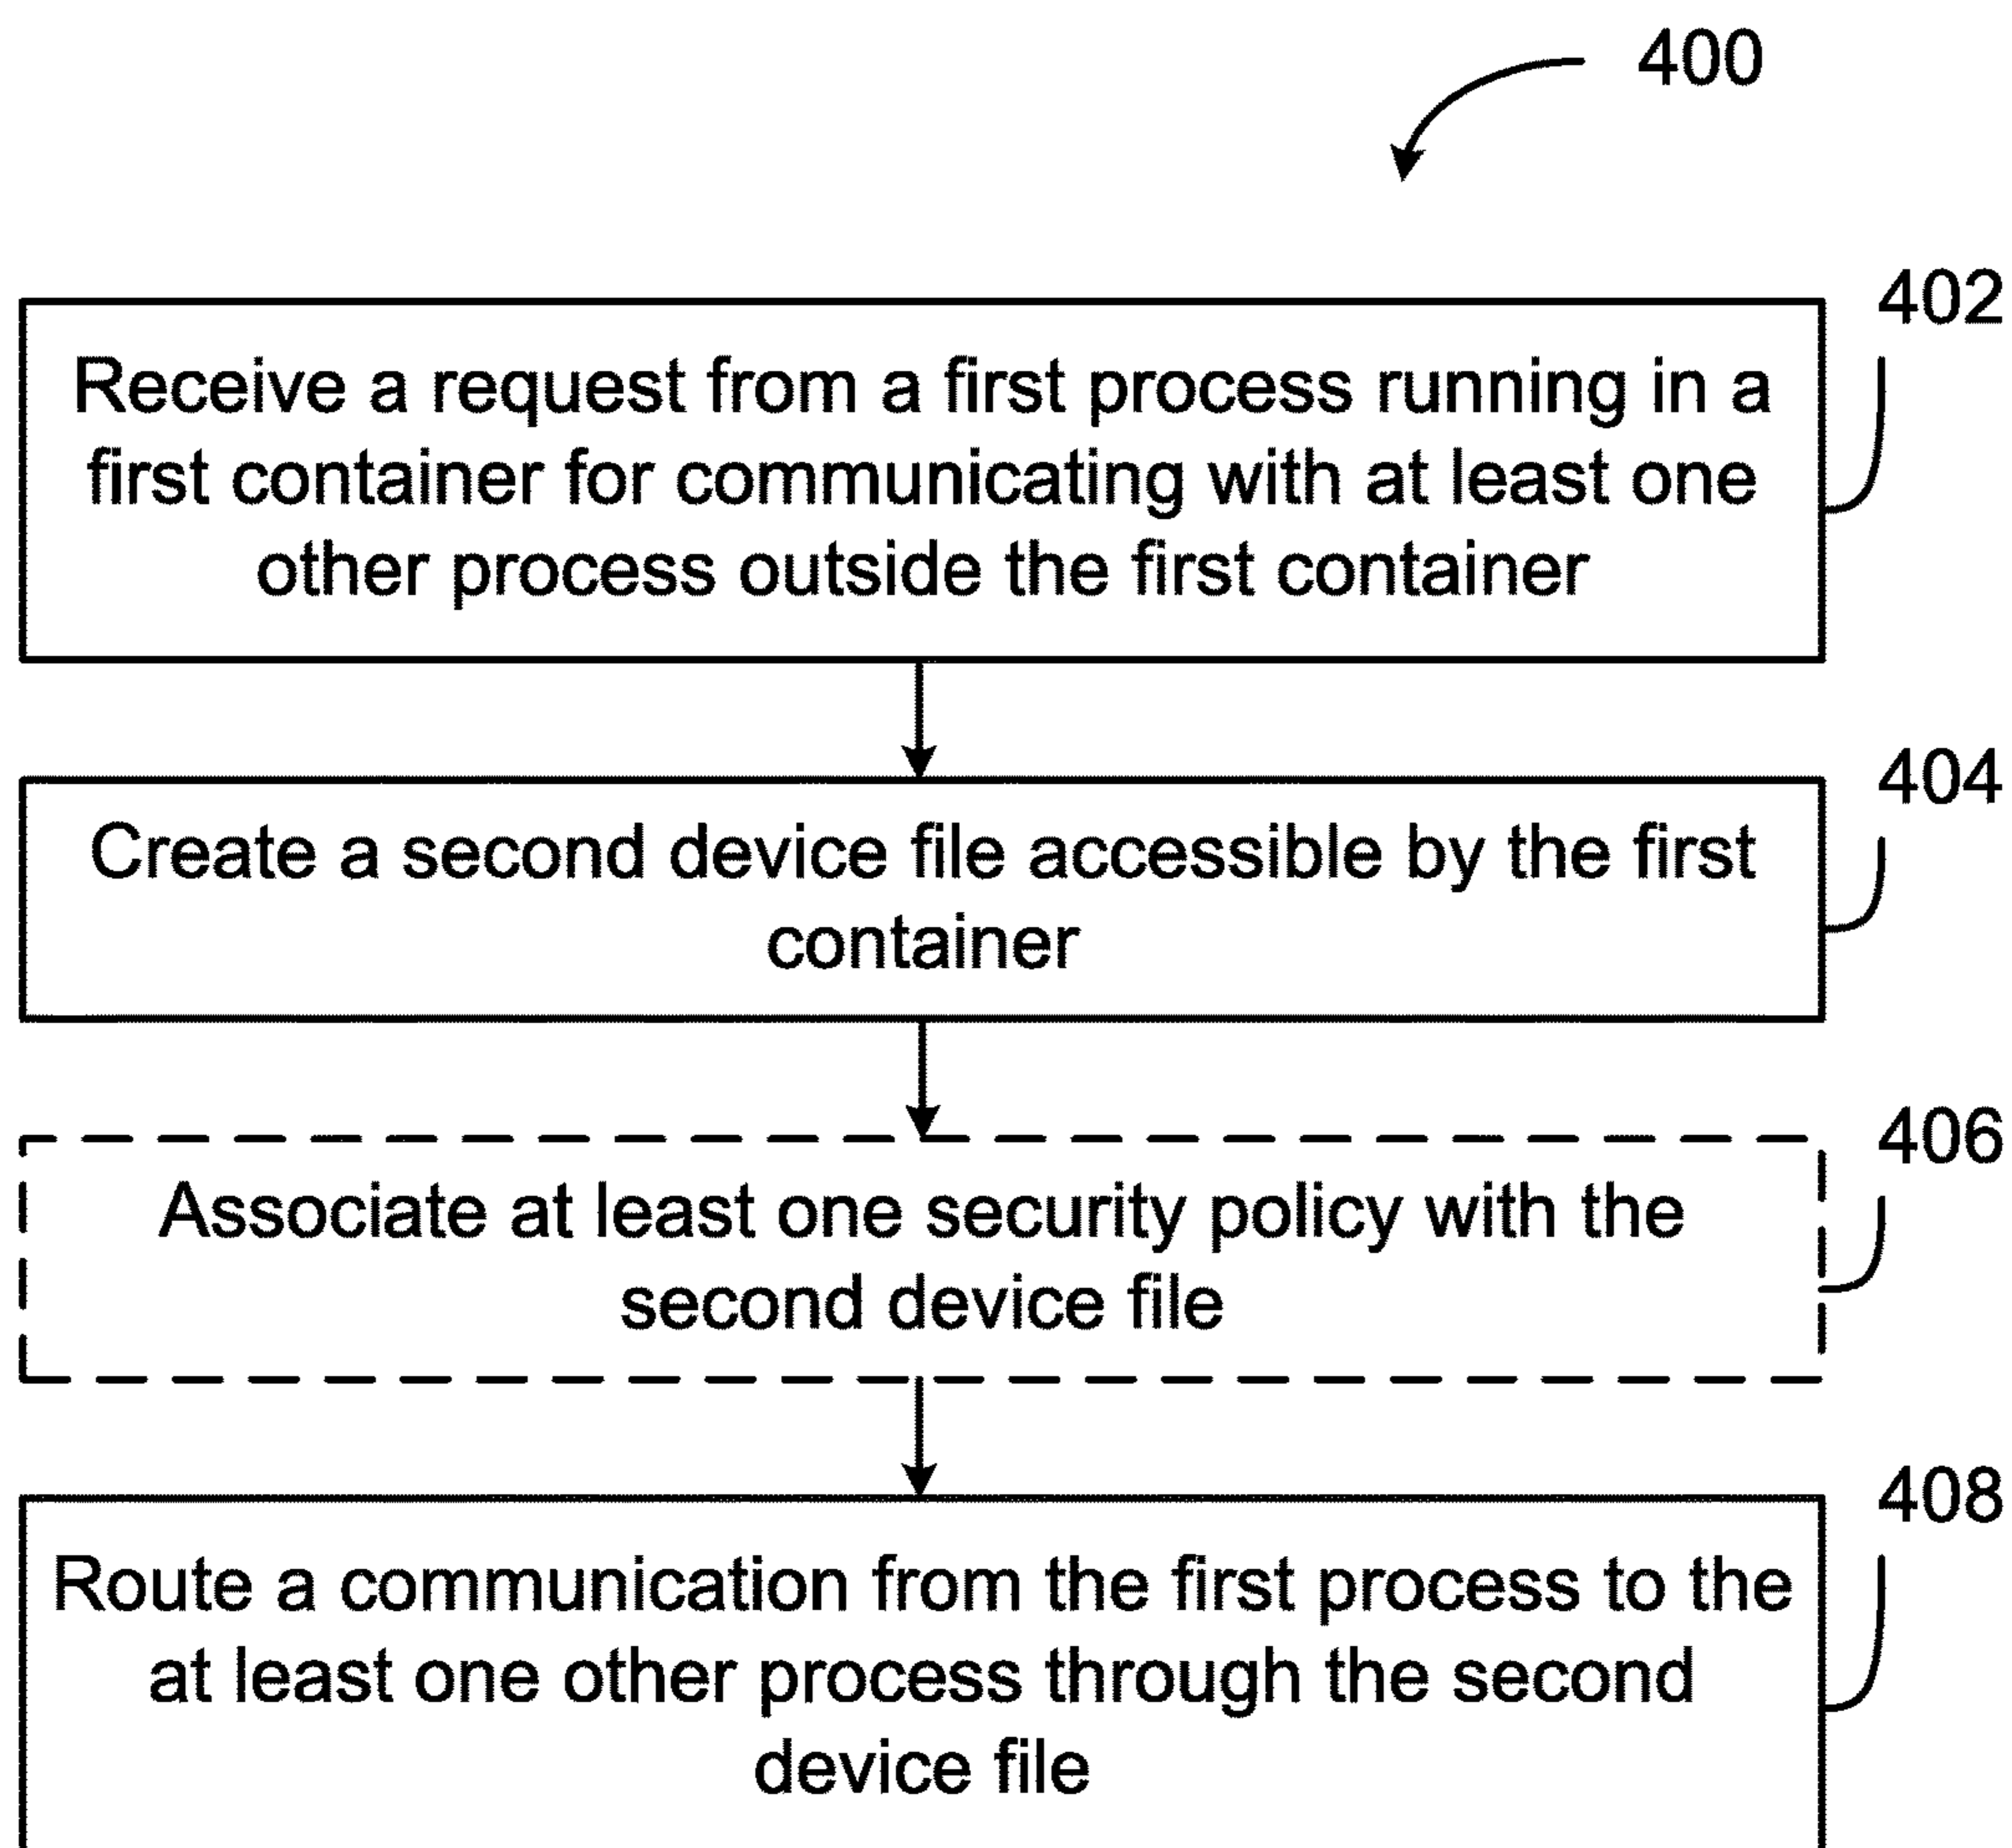 400
402
Receive a request from a first process running in a
first container for communicating with at least one
other process outside the first container
404
Create a second device file accessible by the first
container
406
Associate at least one security policy with the
second device file
408
Route a communication from the first process to the
at least one other process through the second
device file